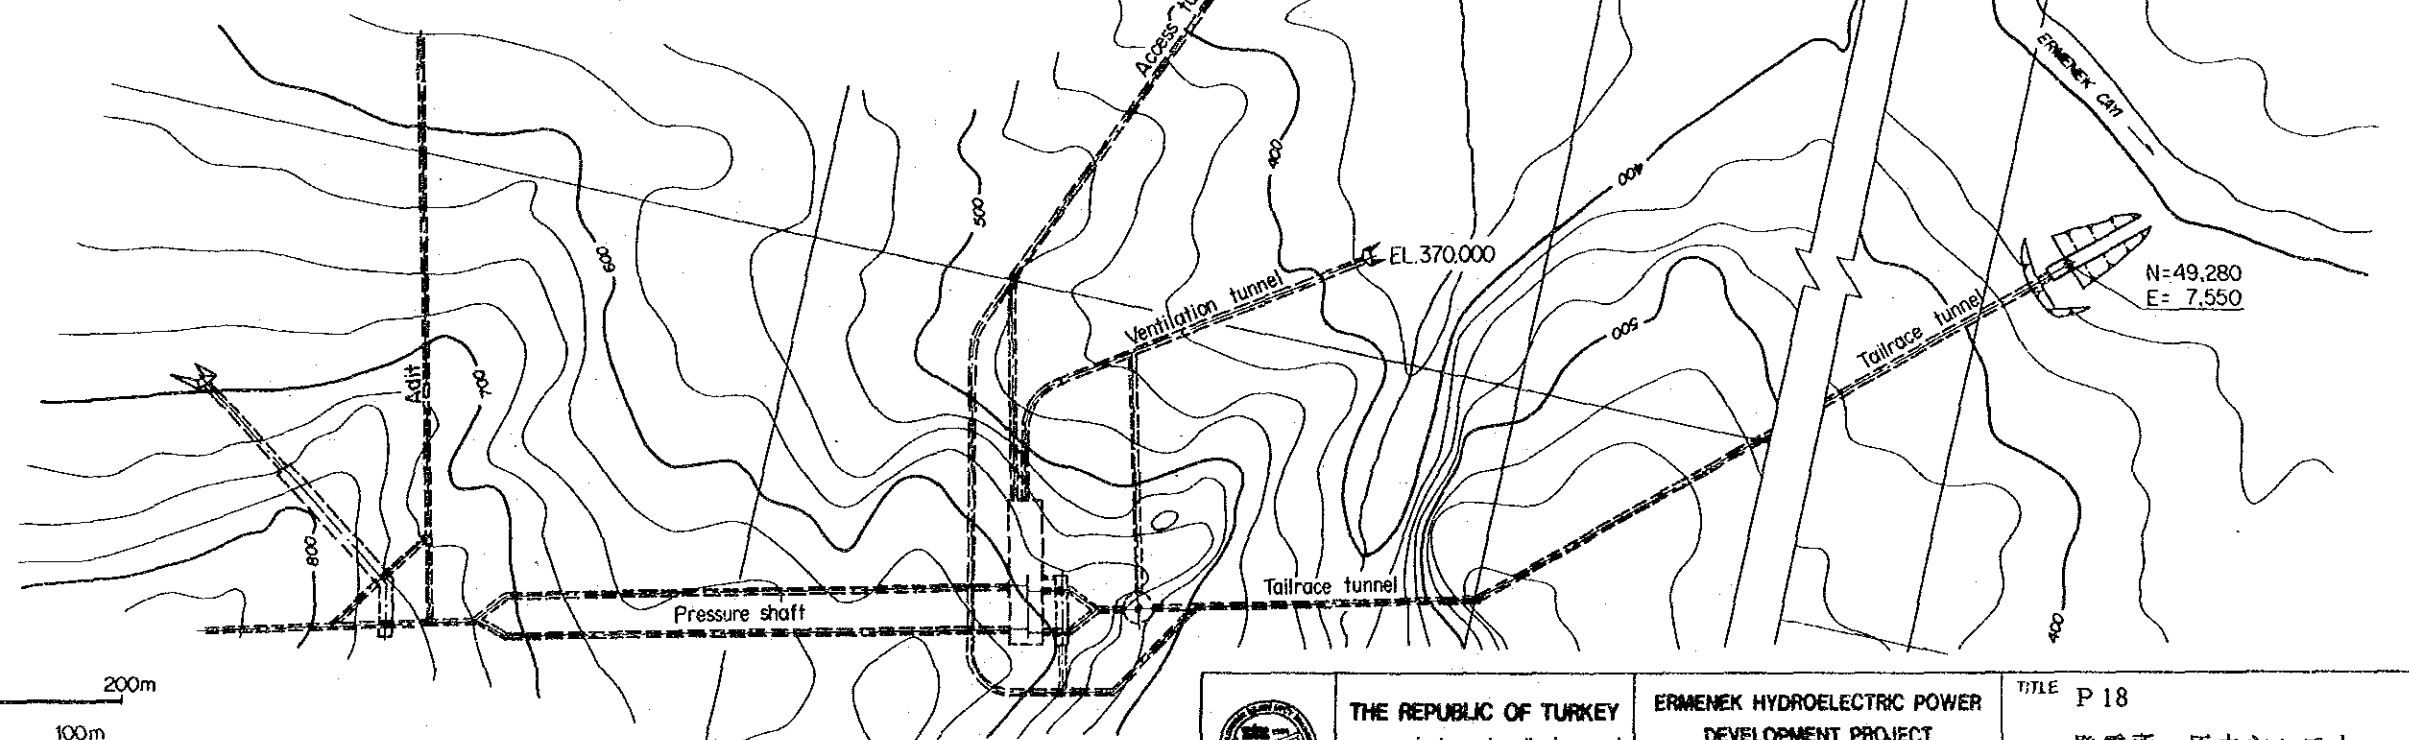 Access
ERMENEK CAYI
400
400
500
600
EL.370.000
Ventilation tunnel
N=49,280
E= 7,550
500
Tailrace tunnel
Adit
700
800
Tailrace tunnel
Pressure shaft
400
200m
100m
THE REPUBLIC OF TURKEY
ERMENEK HYDROELECTRIC POWER
DEVELOPMENT PROJECT
TITLE P 18